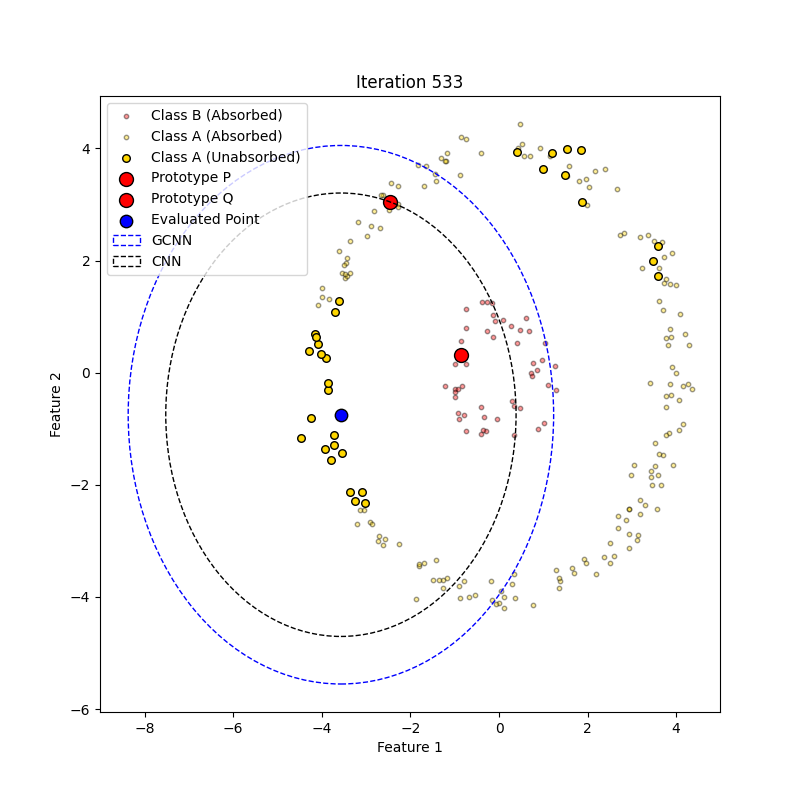 Iteration 533
Class B (Absorbed)
Class A (Absorbed)
Class A (Unabsorbed)
Prototype P
Prototype Q
Evaluated Point
GCNN
CNN
4
2
0
−2
−4
−6
Feature 2
−8 −6 −4 −2 0 2 4
Feature 1